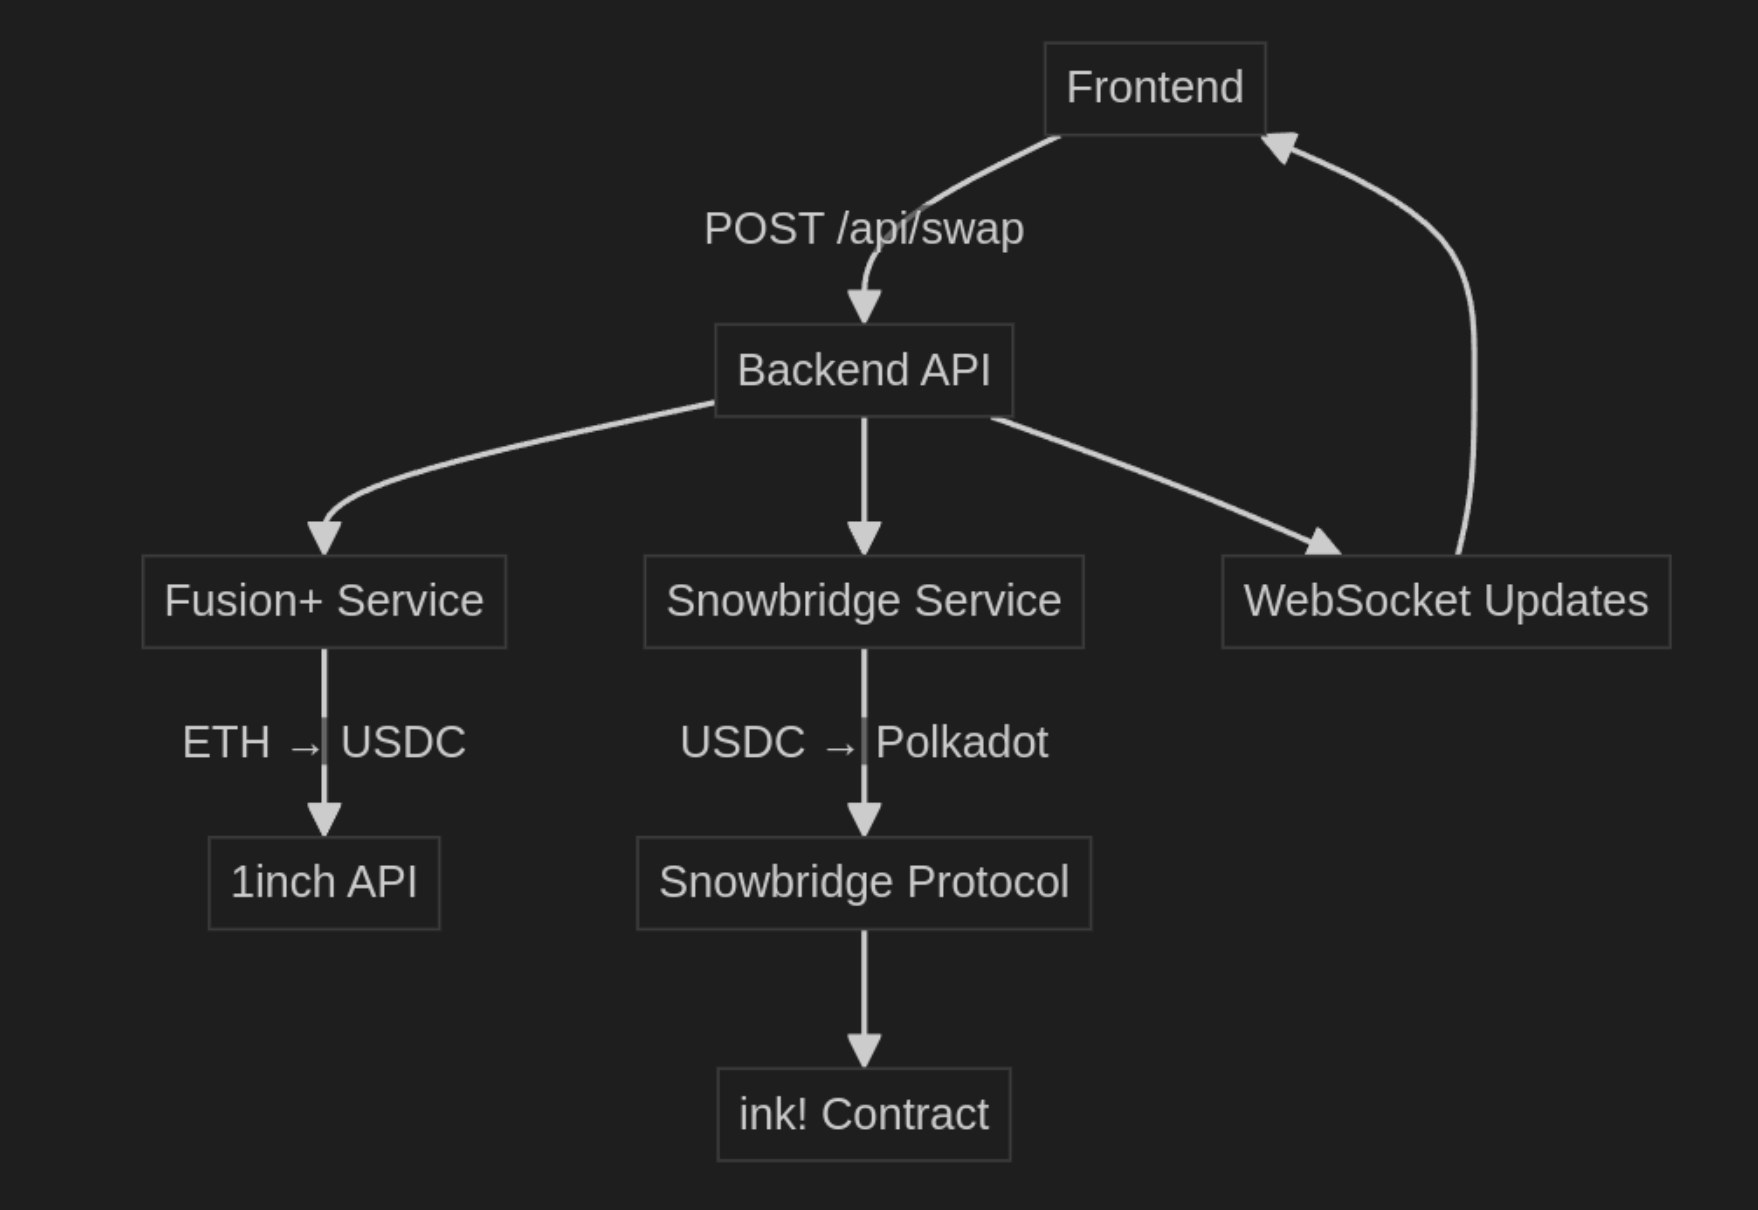 Frontend
POST /api/swap
Backend API
Fusion+ Service
Snowbridge Service
WebSocket Updates
ETH → USDC
USDC → Polkadot
1inch API
Snowbridge Protocol
ink! Contract